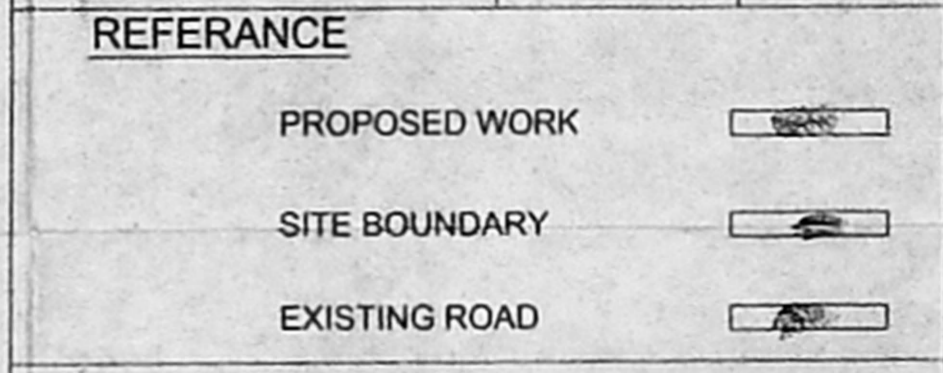 REFERANCE
PROPOSED WORK
SITE BOUNDARY
EXISTING ROAD